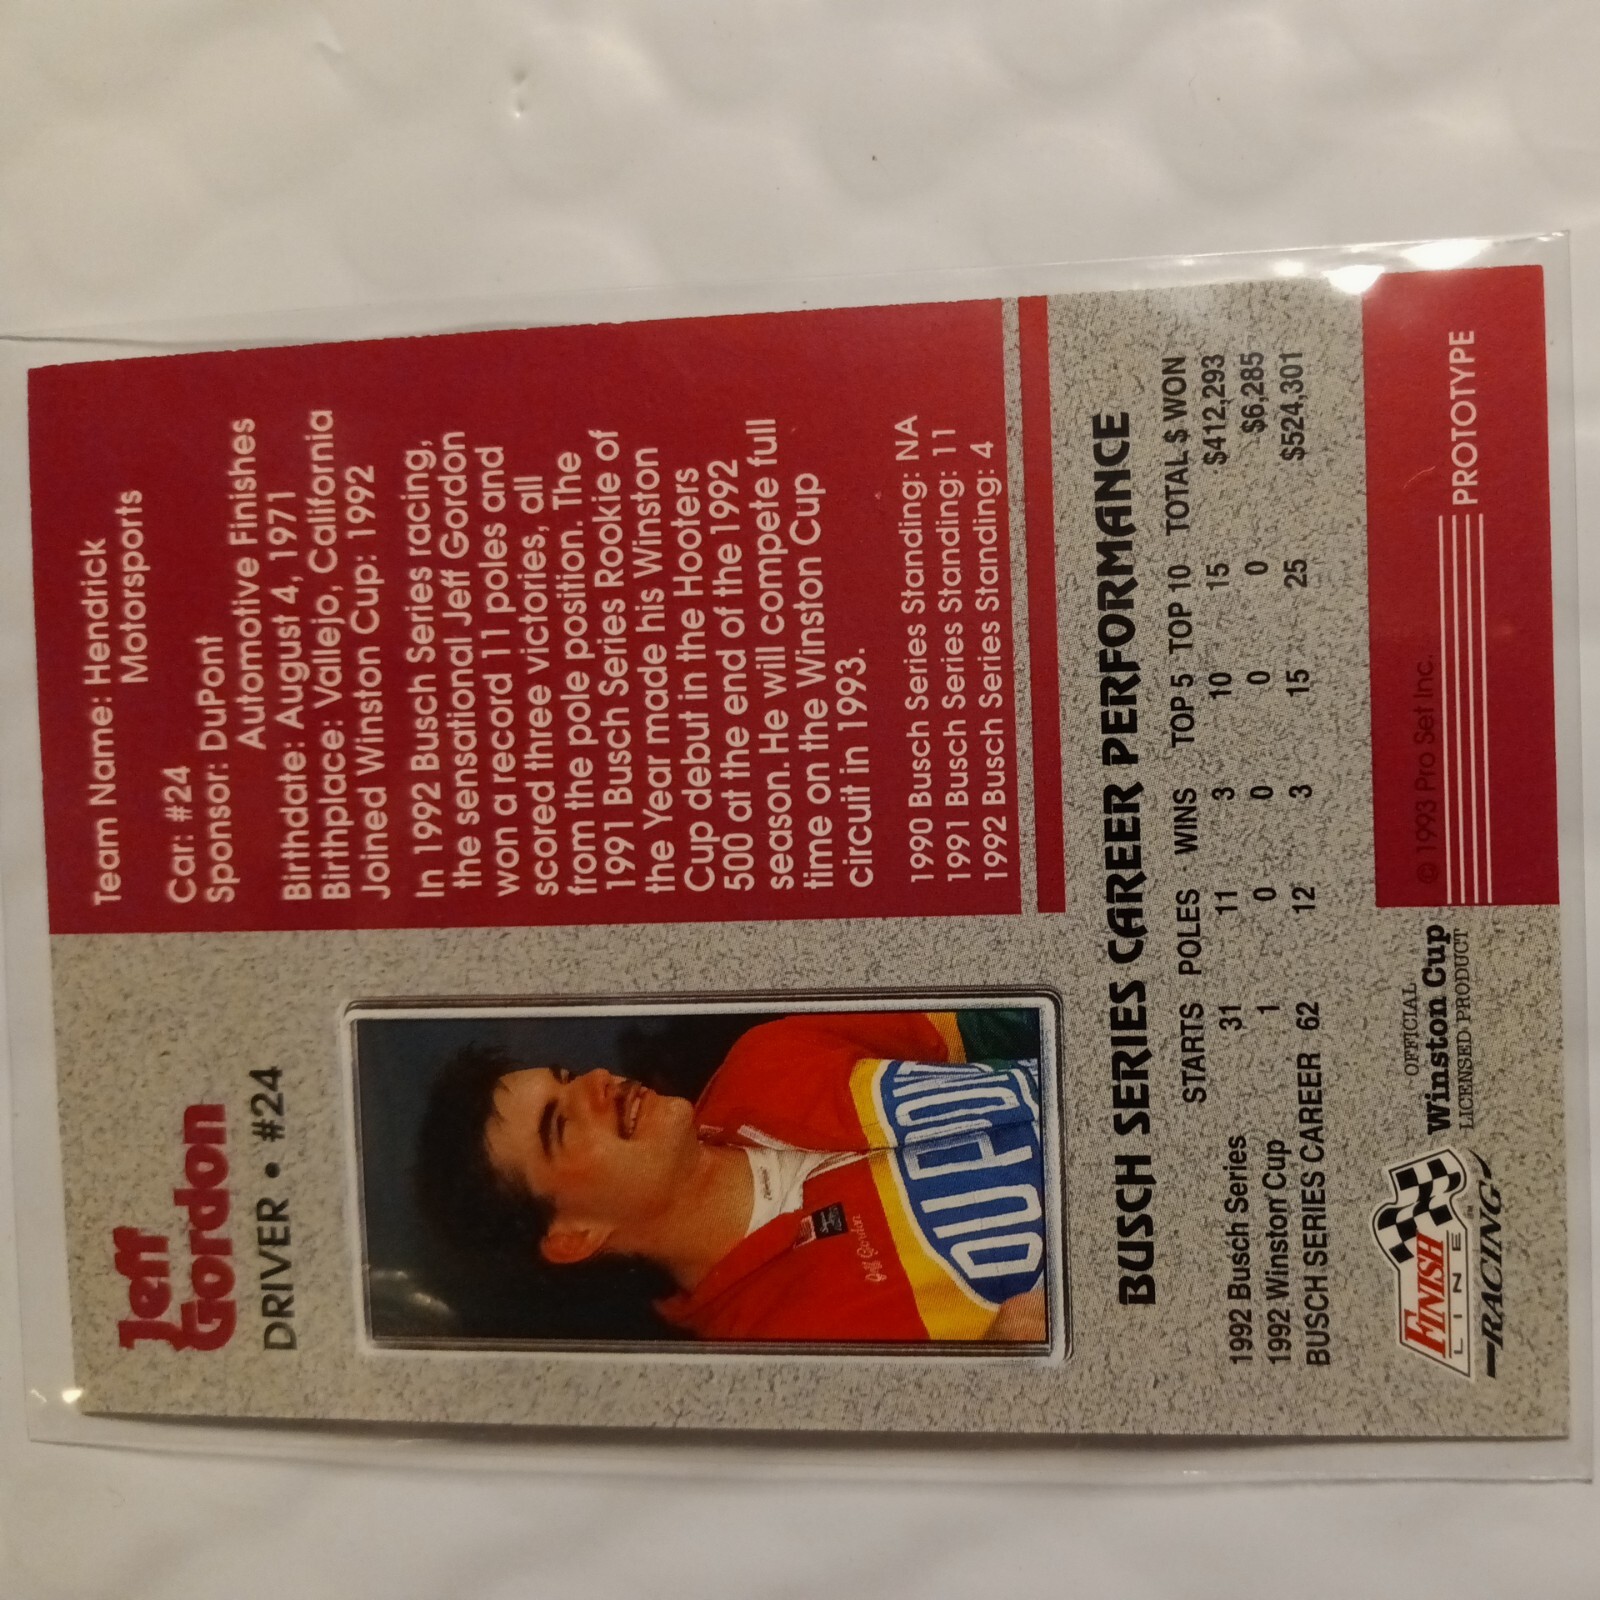 Jeff
Gordon
DRIVER • #24
Team Name: Hendrick
Motorsports
Car: #24
Sponsor: DuPont
Automotive Finishes
Birthdate: August 4, 1971
Birthplace: Vallejo, California
Joined Winston Cup: 1992
In 1992 Busch Series racing,
the sensational Jeff Gordon
won a record 11 poles and
scored three victories, all
from the pole position. The
1991 Busch Series Rookie of
the Year made his Winston
Cup debut in the Hooters
500 at the end of the 1992
season. He will compete full
time on the Winston Cup
circuit in 1993.
1990 Busch Series Standing: NA
1991 Busch Series Standing: 11
1992 Busch Series Standing: 4
Jeff Gordon
DU PONT
BUSCH SERIES CAREER PERFORMANCE
STARTS POLES WINS TOP 5 TOP 10 TOTAL $ WON
1992 Busch Series 31 11 3 10 15 $412,293
1992 Winston Cup 1 0 0 0 0 $6,285
BUSCH SERIES CAREER 62 12 3 15 25 $524,301
FINISH
LINE
RACING
OFFICIAL
Winston Cup
LICENSED PRODUCT
© 1993 Pro Set Inc.
PROTOTYPE